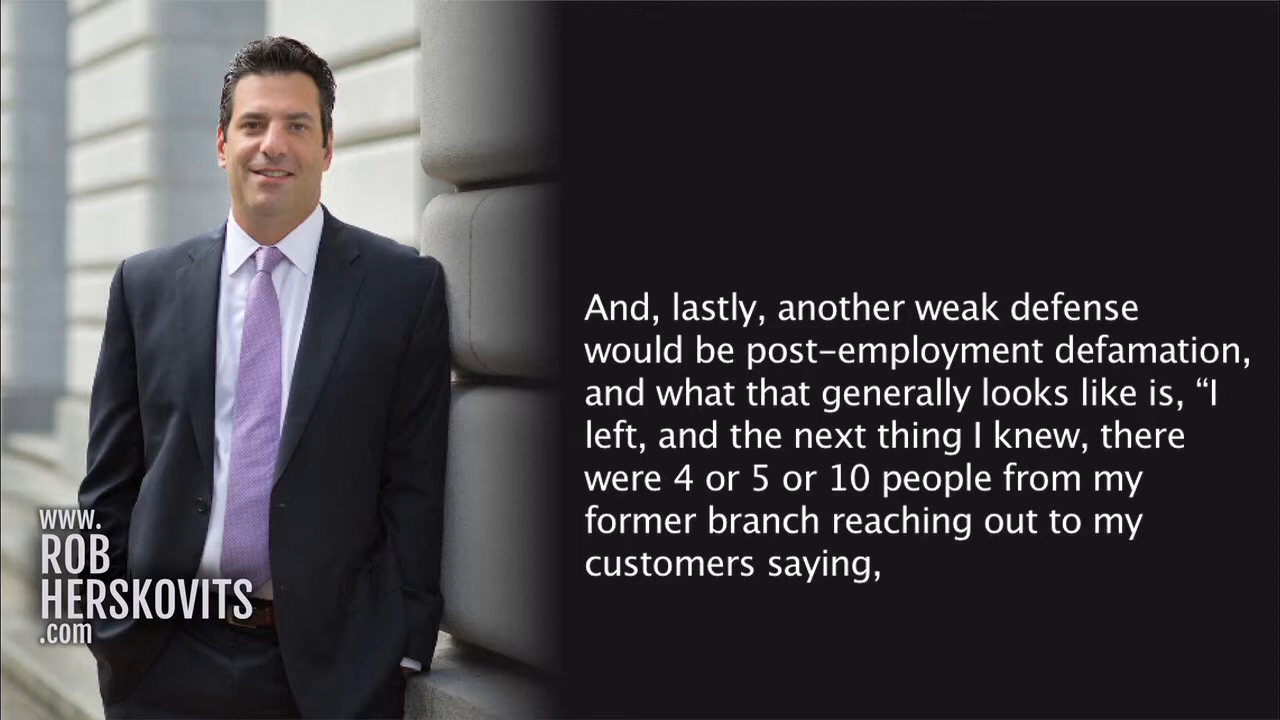 www.
ROB
HERSKOVITS
.com
And, lastly, another weak defense
would be post–employment defamation,
and what that generally looks like is, “I
left, and the next thing I knew, there
were 4 or 5 or 10 people from my
former branch reaching out to my
customers saying,